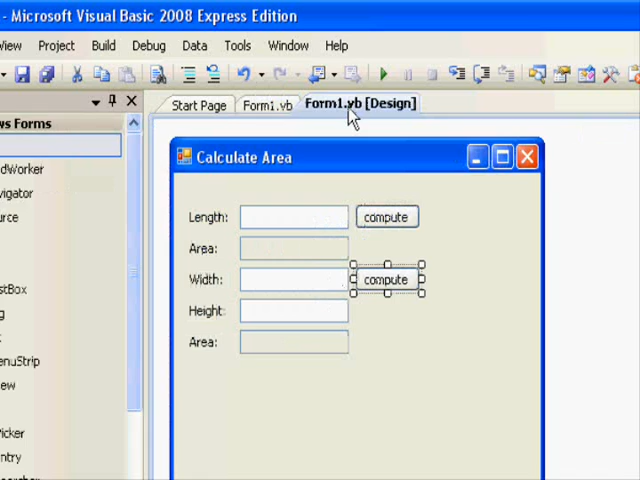 - Microsoft Visual Basic 2008 Express Edition
View Project Build Debug Data Tools Window Help
Start Page Form1.vb Form1.vb [Design]
ws Forms
dWorker
vigator
urce
stBox
g
enuStrip
ew
Picker
ntry
Calculate Area
Length: compute
Area:
Width: compute
Height:
Area: